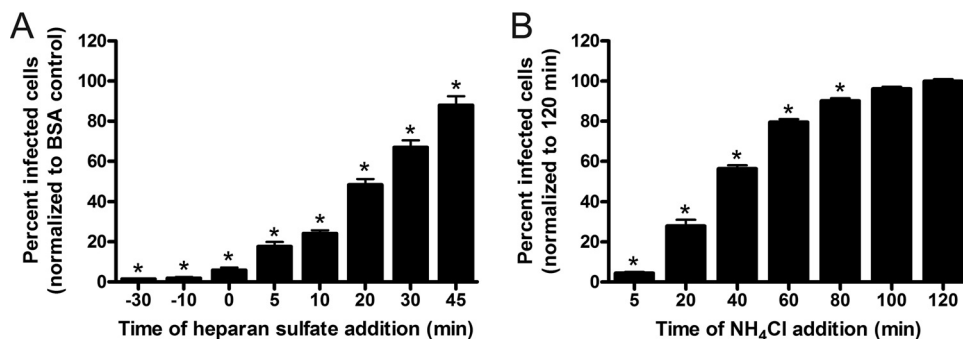 A
Percent infected cells
(normalized to BSA control)
120
100
80
60
40
20
0
* * * * * * * *
-30 -10 0 5 10 20 30 45
Time of heparan sulfate addition (min)
B
Percent infected cells
(normalized to 120 min)
120
100
80
60
40
20
0
* * * * *
5 20 40 60 80 100 120
Time of NH₄Cl addition (min)